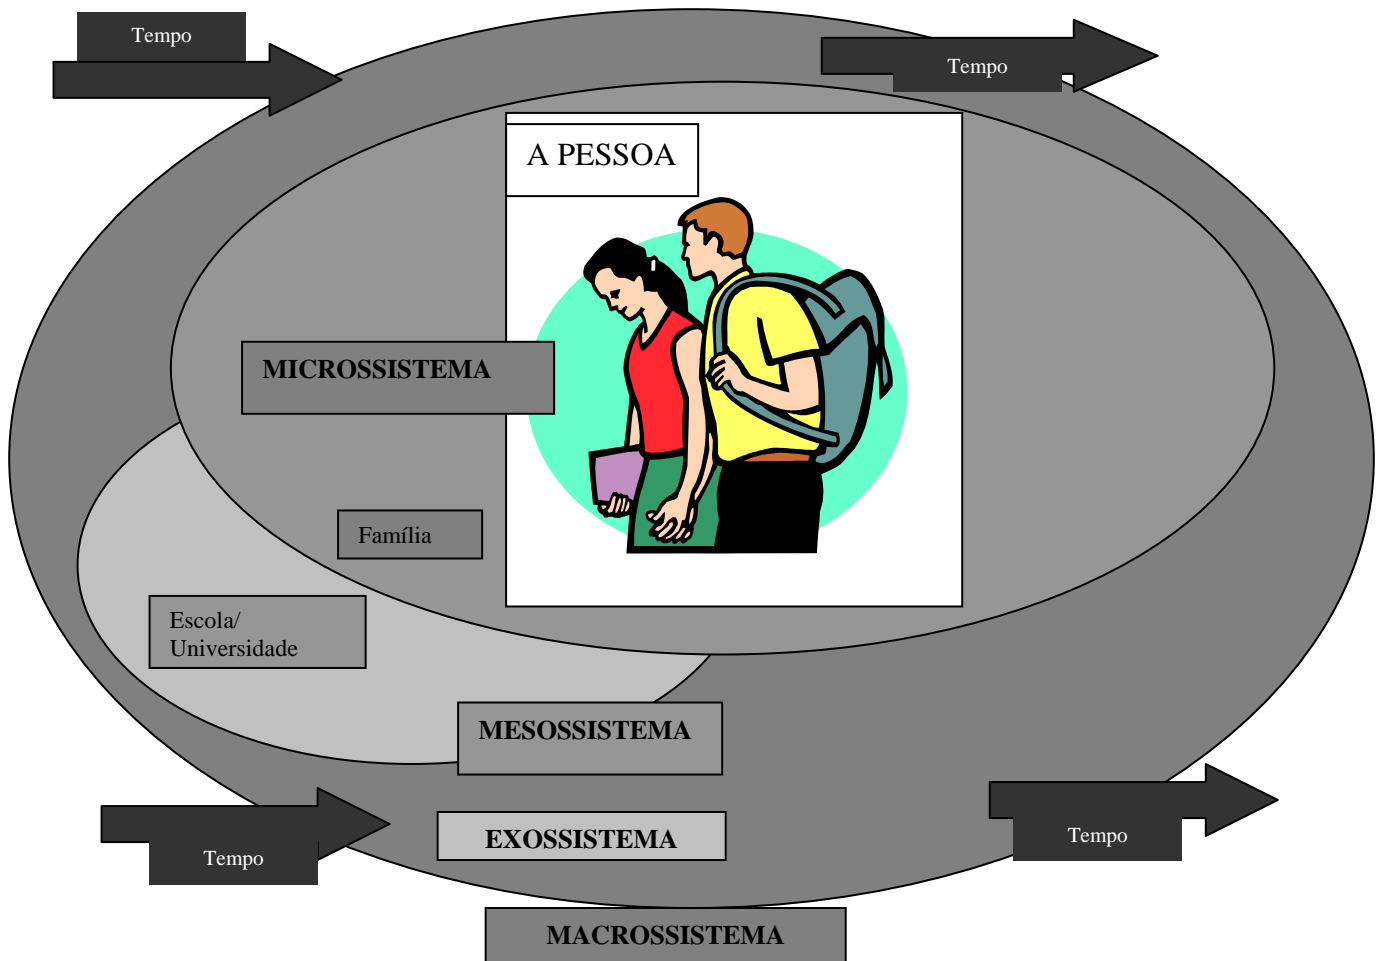 Tempo
Tempo
A PESSOA
MICROSSISTEMA
Família
Escola/
Universidade
MESOSSISTEMA
EXOSSISTEMA
Tempo
Tempo
MACROSSISTEMA